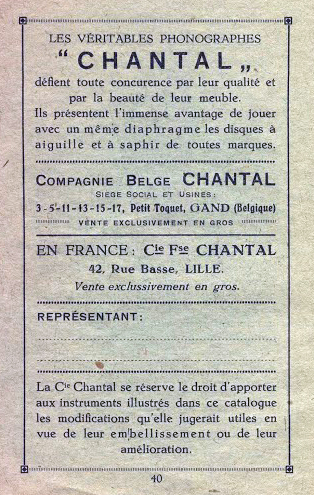 LES VÉRITABLES PHONOGRAPHES
“ CHANTAL „
défient toute concurence par leur qualité et
par la beauté de leur meuble.
Ils présentent l'immense avantage de jouer
avec un même diaphragme les disques à
aiguille et à saphir de toutes marques.
COMPAGNIE BELGE CHANTAL
SIEGE SOCIAL ET USINES:
3-5-11-13-15-17, Petit Toquet, GAND (Belgique)
VENTE EXCLUSIVEMENT EN GROS
EN FRANCE: Cie Fse CHANTAL
42, Rue Basse, LILLE.
Vente exclussivement en gros.
REPRÉSENTANT:
La Cie Chantal se réserve le droit d'apporter
aux instruments illustrés dans ce catalogue
les modifications qu'elle jugerait utiles en
vue de leur embellissement ou de leur
amélioration.
40